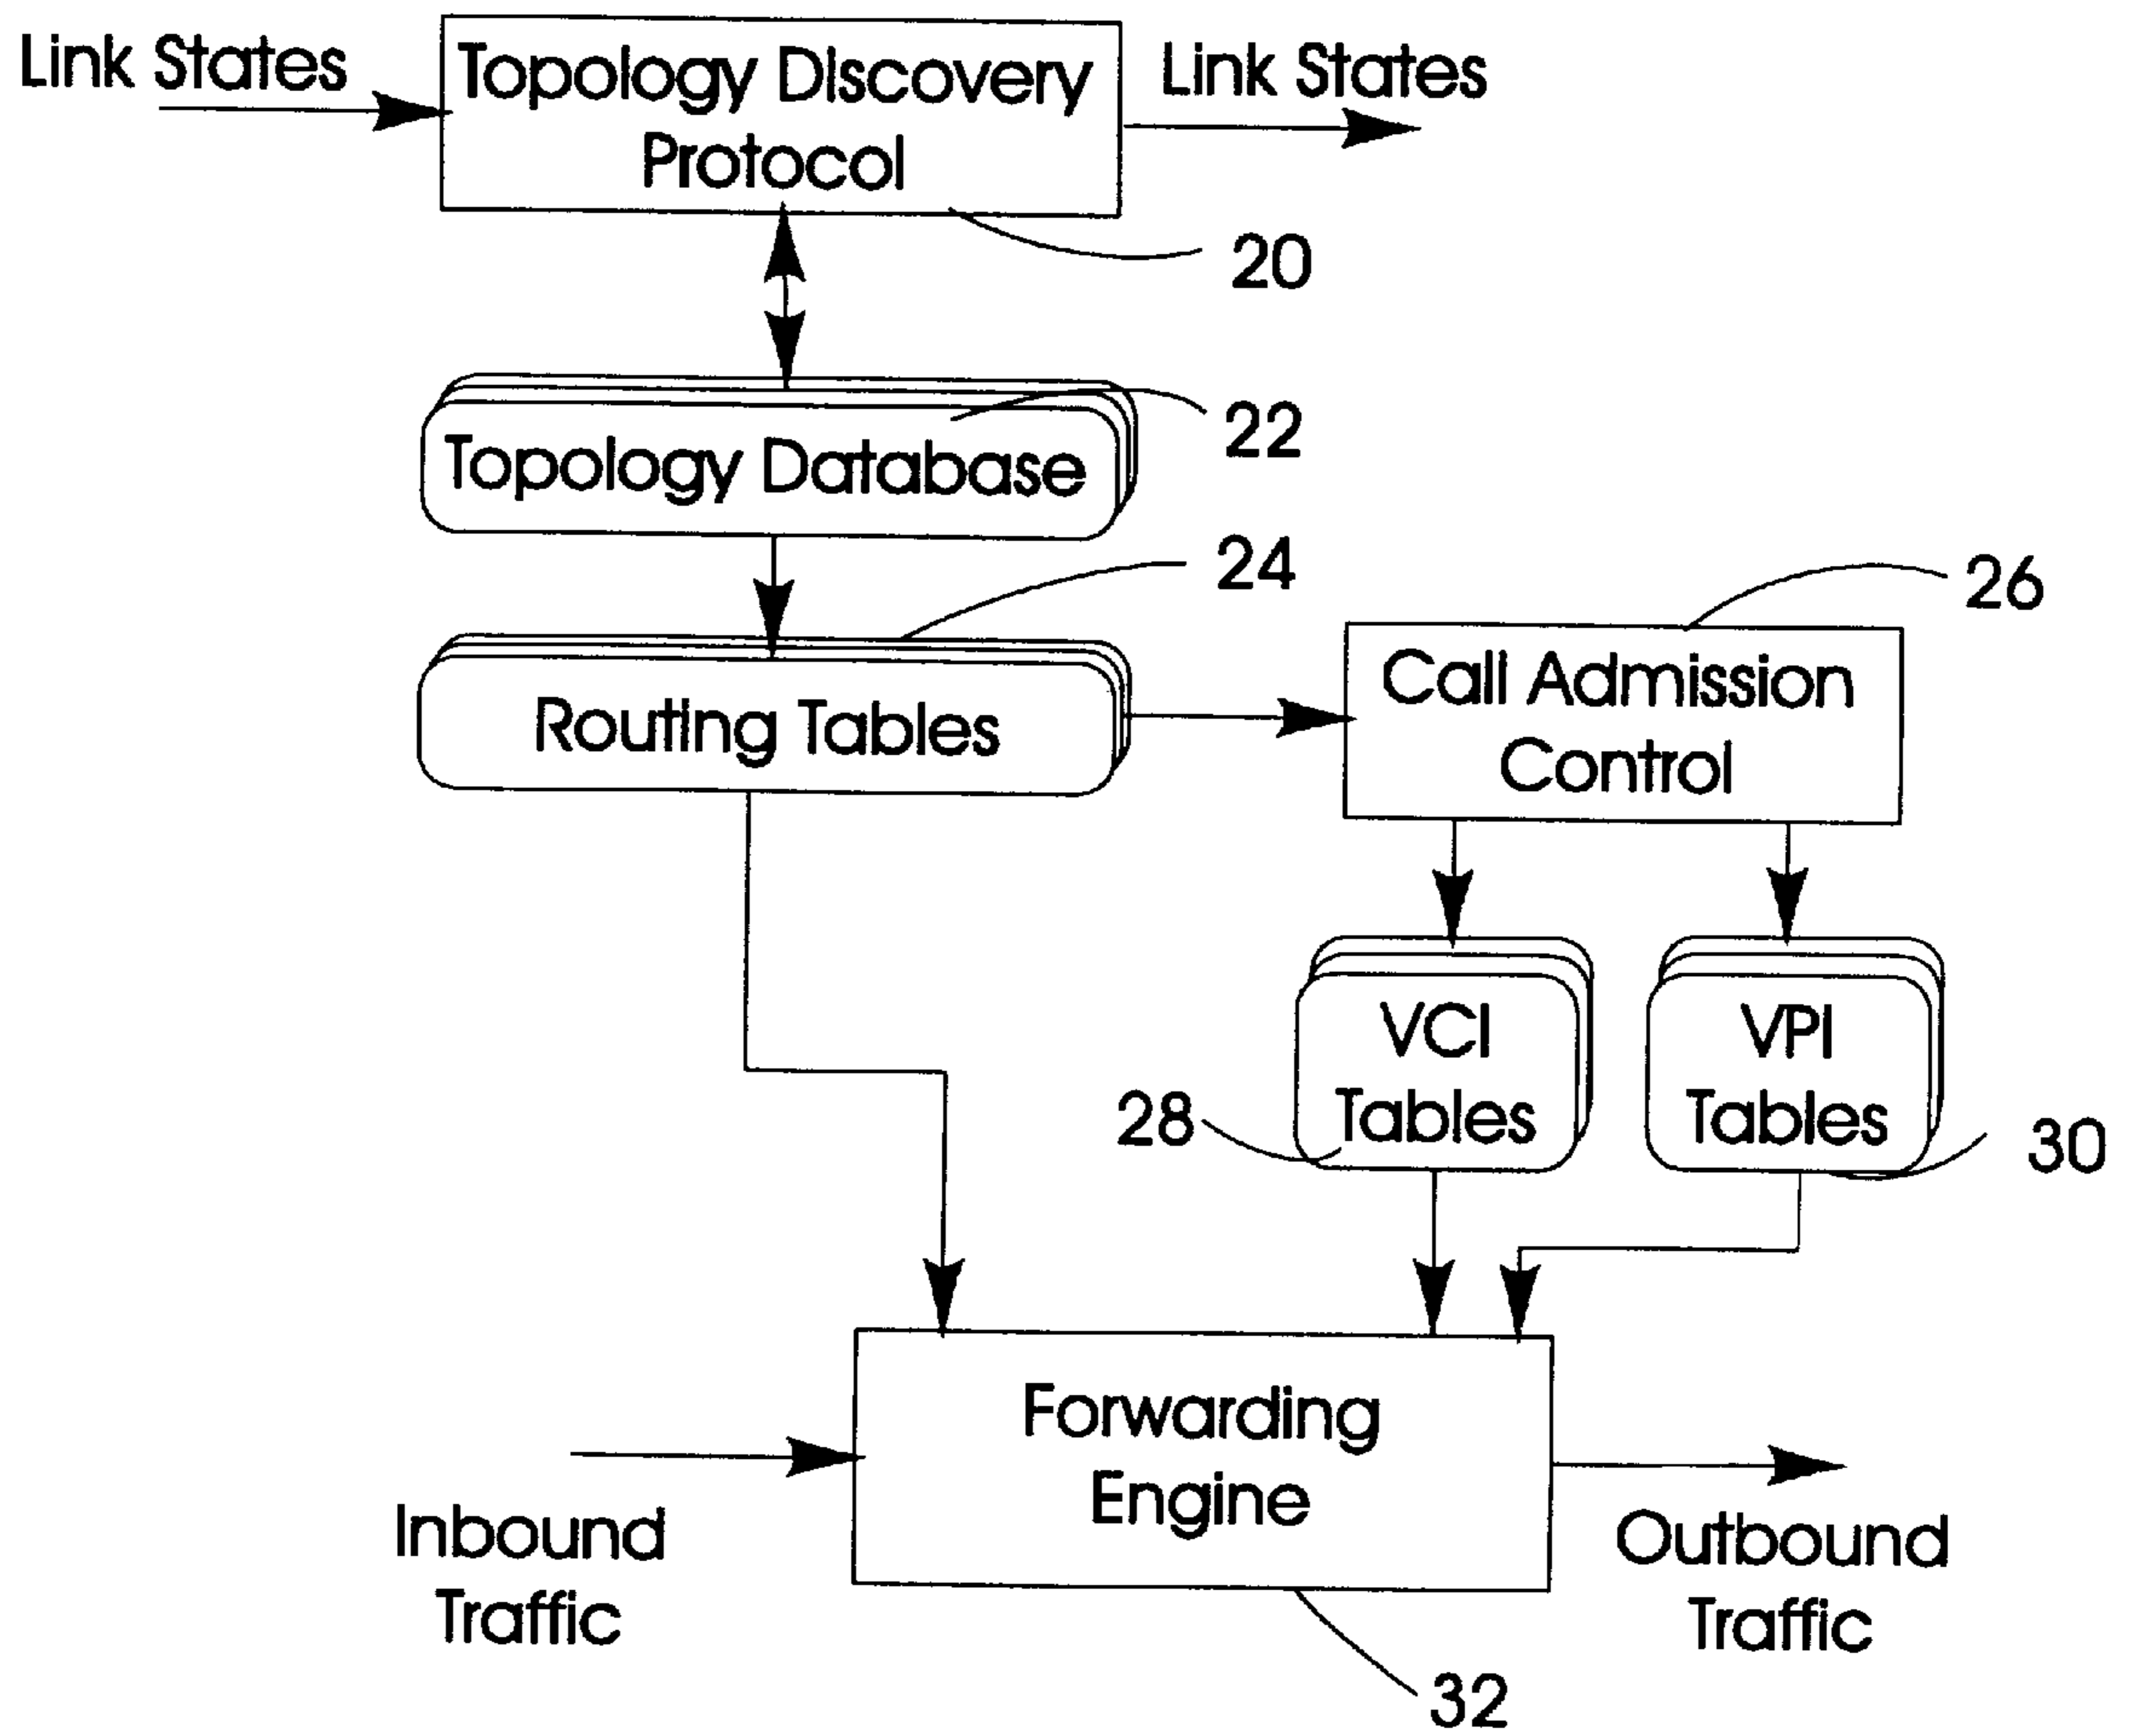 Link States
Topology Discovery
Protocol
Link States
20
22
Topology Database
24
26
Routing Tables
Call Admission
Control
VCI
Tables
VPI
Tables
28
30
Forwarding
Engine
Inbound
Traffic
Outbound
Traffic
32